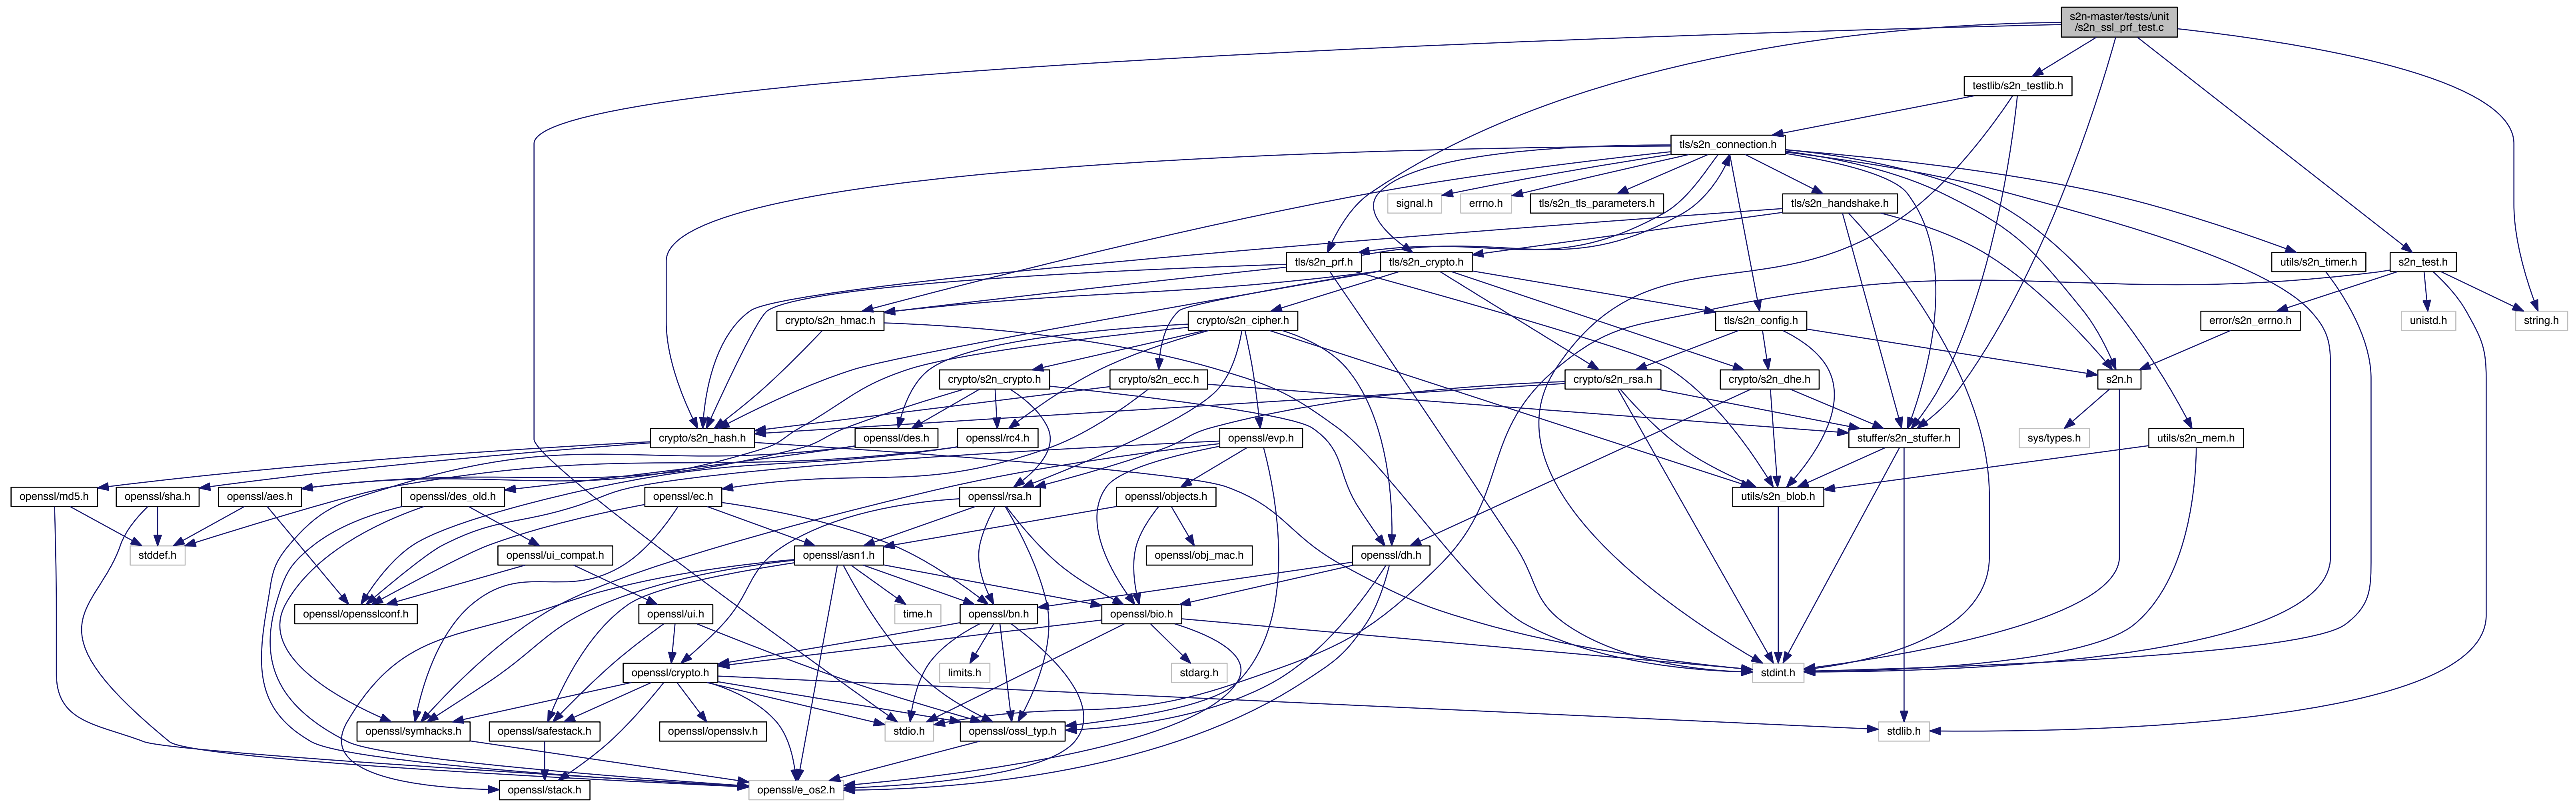 s2n-master/tests/unit
/s2n_ssl_prf_test.c
testlib/s2n_testlib.h
tls/s2n_connection.h
signal.h
errno.h
tls/s2n_tls_parameters.h
tls/s2n_handshake.h
tls/s2n_prf.h
tls/s2n_crypto.h
utils/s2n_timer.h
s2n_test.h
crypto/s2n_hmac.h
crypto/s2n_cipher.h
tls/s2n_config.h
error/s2n_errno.h
unistd.h
string.h
crypto/s2n_crypto.h
crypto/s2n_ecc.h
crypto/s2n_rsa.h
crypto/s2n_dhe.h
s2n.h
crypto/s2n_hash.h
openssl/des.h
openssl/rc4.h
openssl/evp.h
stuffer/s2n_stuffer.h
sys/types.h
utils/s2n_mem.h
openssl/md5.h
openssl/sha.h
openssl/aes.h
openssl/des_old.h
openssl/ec.h
openssl/rsa.h
openssl/objects.h
utils/s2n_blob.h
stddef.h
openssl/ui_compat.h
openssl/asn1.h
openssl/obj_mac.h
openssl/dh.h
openssl/opensslconf.h
openssl/ui.h
time.h
openssl/bn.h
openssl/bio.h
openssl/crypto.h
limits.h
stdarg.h
stdint.h
openssl/symhacks.h
openssl/safestack.h
openssl/opensslv.h
stdio.h
openssl/ossl_typ.h
stdlib.h
openssl/stack.h
openssl/e_os2.h